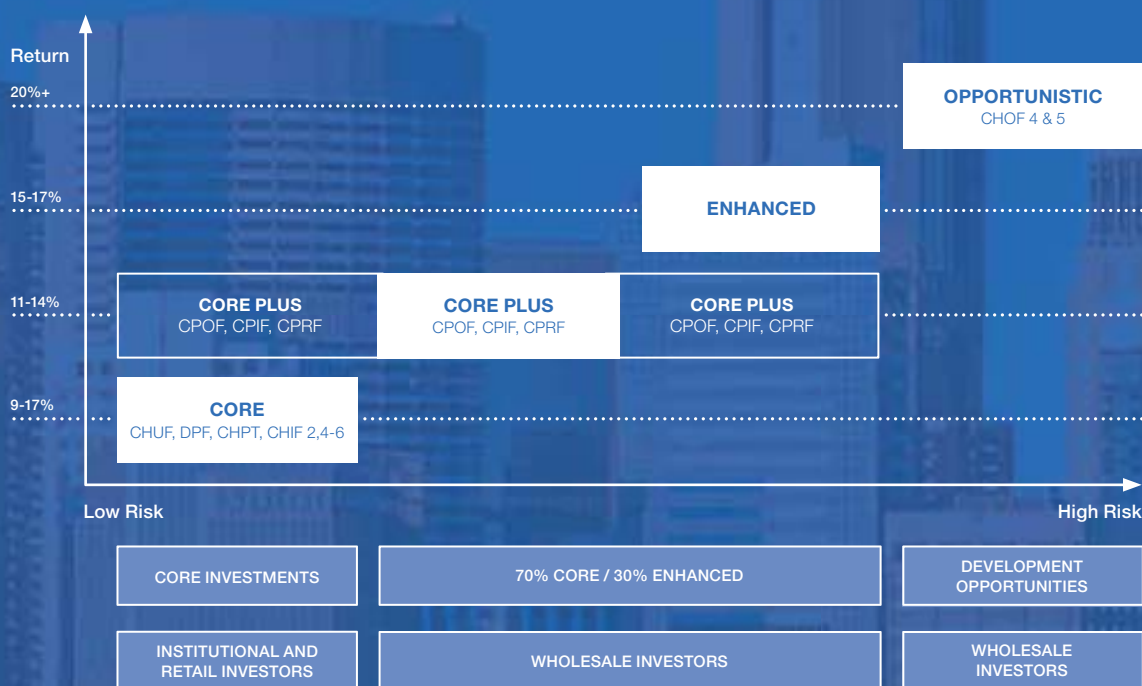 Return
20%+
OPPORTUNISTIC
CHOF 4 & 5
15-17%
ENHANCED
11-14%
CORE PLUS
CPOF, CPIF, CPRF
CORE PLUS
CPOF, CPIF, CPRF
CORE PLUS
CPOF, CPIF, CPRF
9-17%
CORE
CHUF, DPF, CHPT, CHIF 2,4-6
Low Risk
High Risk
CORE INVESTMENTS
70% CORE / 30% ENHANCED
DEVELOPMENT
OPPORTUNITIES
INSTITUTIONAL AND
RETAIL INVESTORS
WHOLESALE INVESTORS
WHOLESALE
INVESTORS